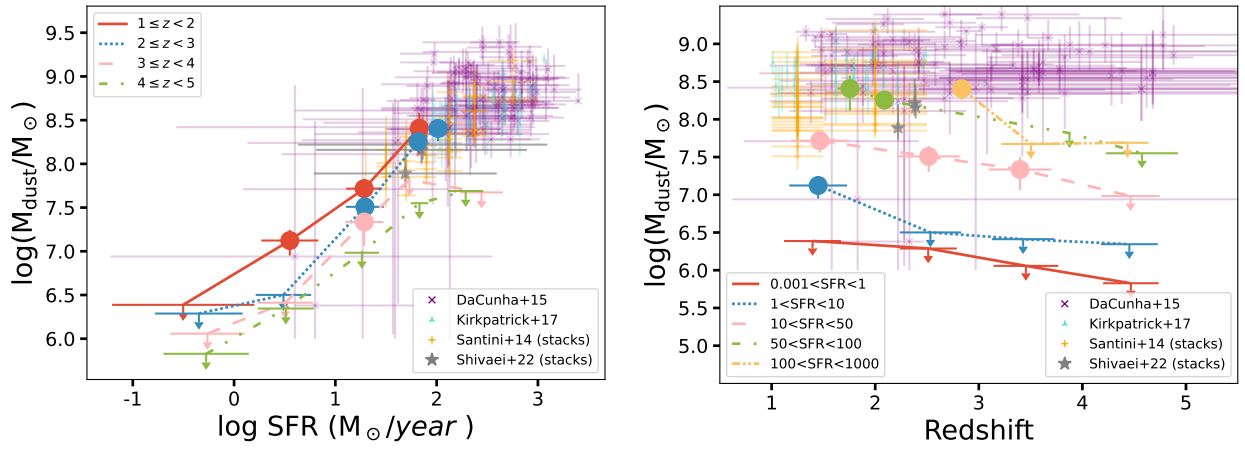 log(M_dust/M_⊙)
9.5
9.0
8.5
8.0
7.5
7.0
6.5
6.0
1 ≤ z < 2
2 ≤ z < 3
3 ≤ z < 4
4 ≤ z < 5
DaCunha+15
Kirkpatrick+17
Santini+14 (stacks)
Shivaei+22 (stacks)
-1 0 1 2 3
log SFR (M_⊙/year )
log(M_dust/M_⊙)
9.0
8.5
8.0
7.5
7.0
6.5
6.0
5.5
5.0
0.001<SFR<1
1<SFR<10
10<SFR<50
50<SFR<100
100<SFR<1000
DaCunha+15
Kirkpatrick+17
Santini+14 (stacks)
Shivaei+22 (stacks)
1 2 3 4 5
Redshift